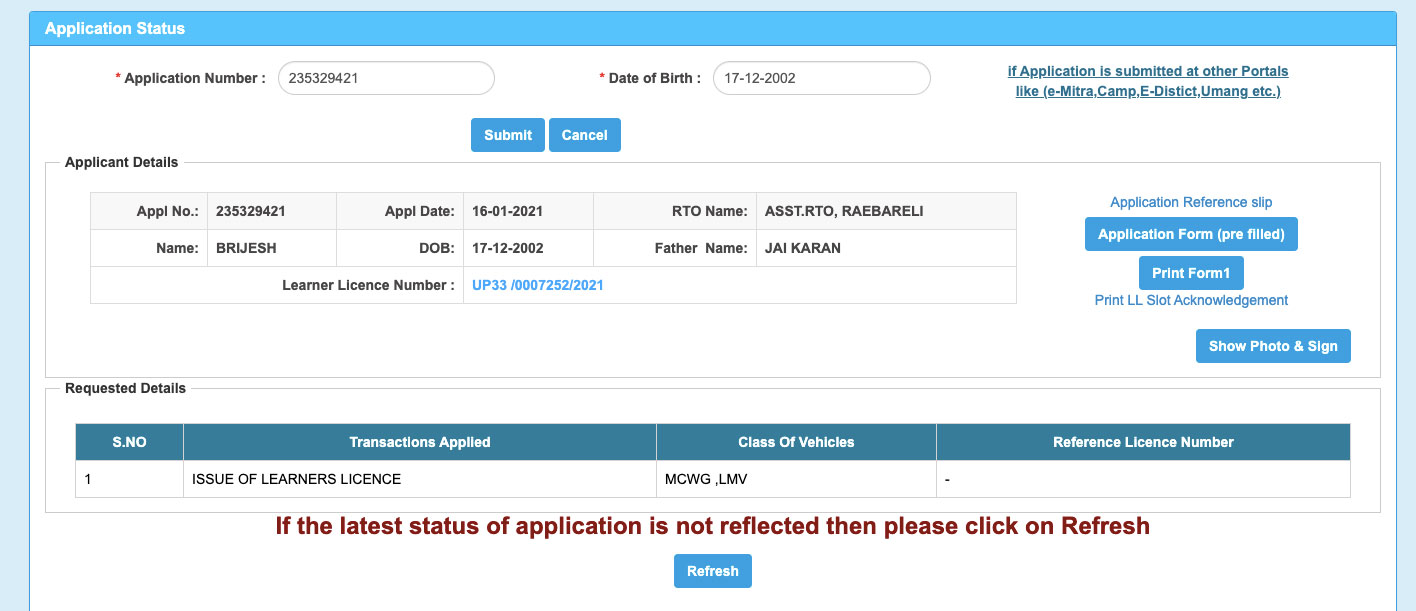 Application Status
* Application Number : 235329421 * Date of Birth : 17-12-2002 if Application is submitted at other Portals
like (e-Mitra,Camp,E-Distict,Umang etc.)
Submit Cancel
Applicant Details
Appl No.: 235329421 Appl Date: 16-01-2021 RTO Name: ASST.RTO, RAEBARELI
Application Reference slip
Application Form (pre filled)
Name: BRIJESH DOB: 17-12-2002 Father Name: JAI KARAN
Print Form1
Learner Licence Number : UP33 /0007252/2021
Print LL Slot Acknowledgement
Show Photo & Sign
Requested Details
S.NO Transactions Applied Class Of Vehicles Reference Licence Number
1 ISSUE OF LEARNERS LICENCE MCWG ,LMV -
If the latest status of application is not reflected then please click on Refresh
Refresh